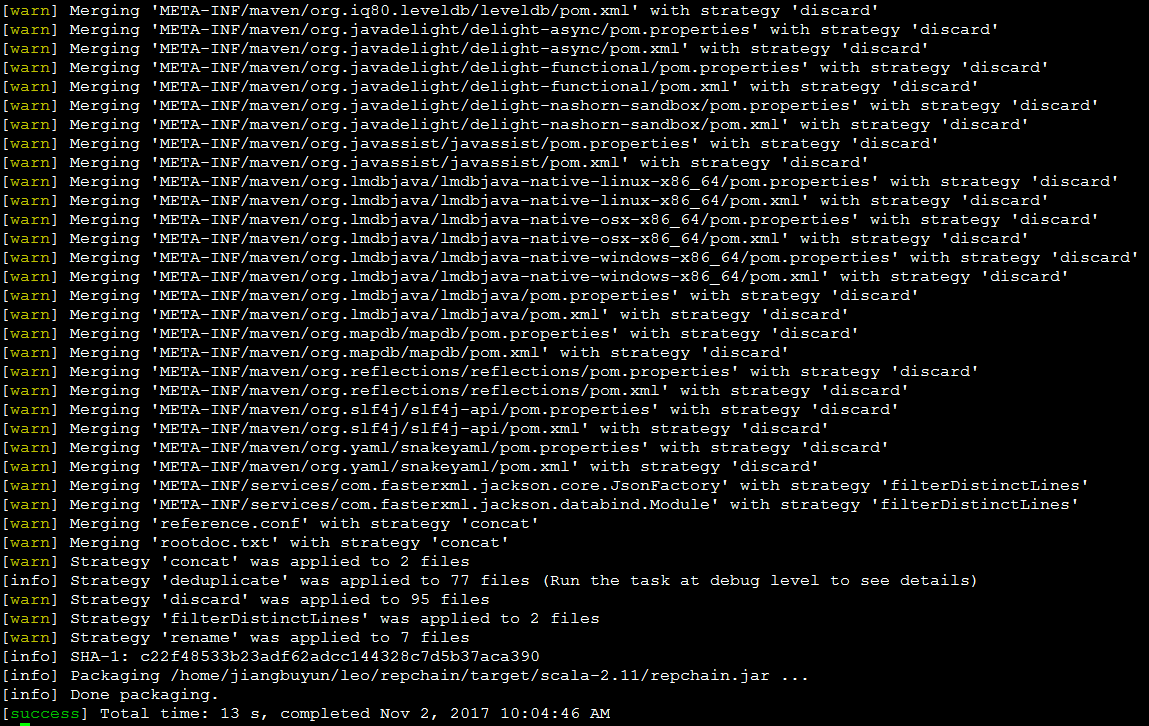 [warn] Merging 'META-INF/maven/org.iq80.leveldb/leveldb/pom.xml' with strategy 'discard'
[warn] Merging 'META-INF/maven/org.javadelight/delight-async/pom.properties' with strategy 'discard'
[warn] Merging 'META-INF/maven/org.javadelight/delight-async/pom.xml' with strategy 'discard'
[warn] Merging 'META-INF/maven/org.javadelight/delight-functional/pom.properties' with strategy 'discard'
[warn] Merging 'META-INF/maven/org.javadelight/delight-functional/pom.xml' with strategy 'discard'
[warn] Merging 'META-INF/maven/org.javadelight/delight-nashorn-sandbox/pom.properties' with strategy 'discard'
[warn] Merging 'META-INF/maven/org.javadelight/delight-nashorn-sandbox/pom.xml' with strategy 'discard'
[warn] Merging 'META-INF/maven/org.javassist/javassist/pom.properties' with strategy 'discard'
[warn] Merging 'META-INF/maven/org.javassist/javassist/pom.xml' with strategy 'discard'
[warn] Merging 'META-INF/maven/org.lmdbjava/lmdbjava-native-linux-x86_64/pom.properties' with strategy 'discard'
[warn] Merging 'META-INF/maven/org.lmdbjava/lmdbjava-native-linux-x86_64/pom.xml' with strategy 'discard'
[warn] Merging 'META-INF/maven/org.lmdbjava/lmdbjava-native-osx-x86_64/pom.properties' with strategy 'discard'
[warn] Merging 'META-INF/maven/org.lmdbjava/lmdbjava-native-osx-x86_64/pom.xml' with strategy 'discard'
[warn] Merging 'META-INF/maven/org.lmdbjava/lmdbjava-native-windows-x86_64/pom.properties' with strategy 'discard'
[warn] Merging 'META-INF/maven/org.lmdbjava/lmdbjava-native-windows-x86_64/pom.xml' with strategy 'discard'
[warn] Merging 'META-INF/maven/org.lmdbjava/lmdbjava/pom.properties' with strategy 'discard'
[warn] Merging 'META-INF/maven/org.lmdbjava/lmdbjava/pom.xml' with strategy 'discard'
[warn] Merging 'META-INF/maven/org.mapdb/mapdb/pom.properties' with strategy 'discard'
[warn] Merging 'META-INF/maven/org.mapdb/mapdb/pom.xml' with strategy 'discard'
[warn] Merging 'META-INF/maven/org.reflections/reflections/pom.properties' with strategy 'discard'
[warn] Merging 'META-INF/maven/org.reflections/reflections/pom.xml' with strategy 'discard'
[warn] Merging 'META-INF/maven/org.slf4j/slf4j-api/pom.properties' with strategy 'discard'
[warn] Merging 'META-INF/maven/org.slf4j/slf4j-api/pom.xml' with strategy 'discard'
[warn] Merging 'META-INF/maven/org.yaml/snakeyaml/pom.properties' with strategy 'discard'
[warn] Merging 'META-INF/maven/org.yaml/snakeyaml/pom.xml' with strategy 'discard'
[warn] Merging 'META-INF/services/com.fasterxml.jackson.core.JsonFactory' with strategy 'filterDistinctLines'
[warn] Merging 'META-INF/services/com.fasterxml.jackson.databind.Module' with strategy 'filterDistinctLines'
[warn] Merging 'reference.conf' with strategy 'concat'
[warn] Merging 'rootdoc.txt' with strategy 'concat'
[warn] Strategy 'concat' was applied to 2 files
[info] Strategy 'deduplicate' was applied to 77 files (Run the task at debug level to see details)
[warn] Strategy 'discard' was applied to 95 files
[warn] Strategy 'filterDistinctLines' was applied to 2 files
[warn] Strategy 'rename' was applied to 7 files
[info] SHA-1: c22f48533b23adf62adcc144328c7d5b37aca390
[info] Packaging /home/jiangbuyun/leo/repchain/target/scala-2.11/repchain.jar ...
[info] Done packaging.
[success] Total time: 13 s, completed Nov 2, 2017 10:04:46 AM